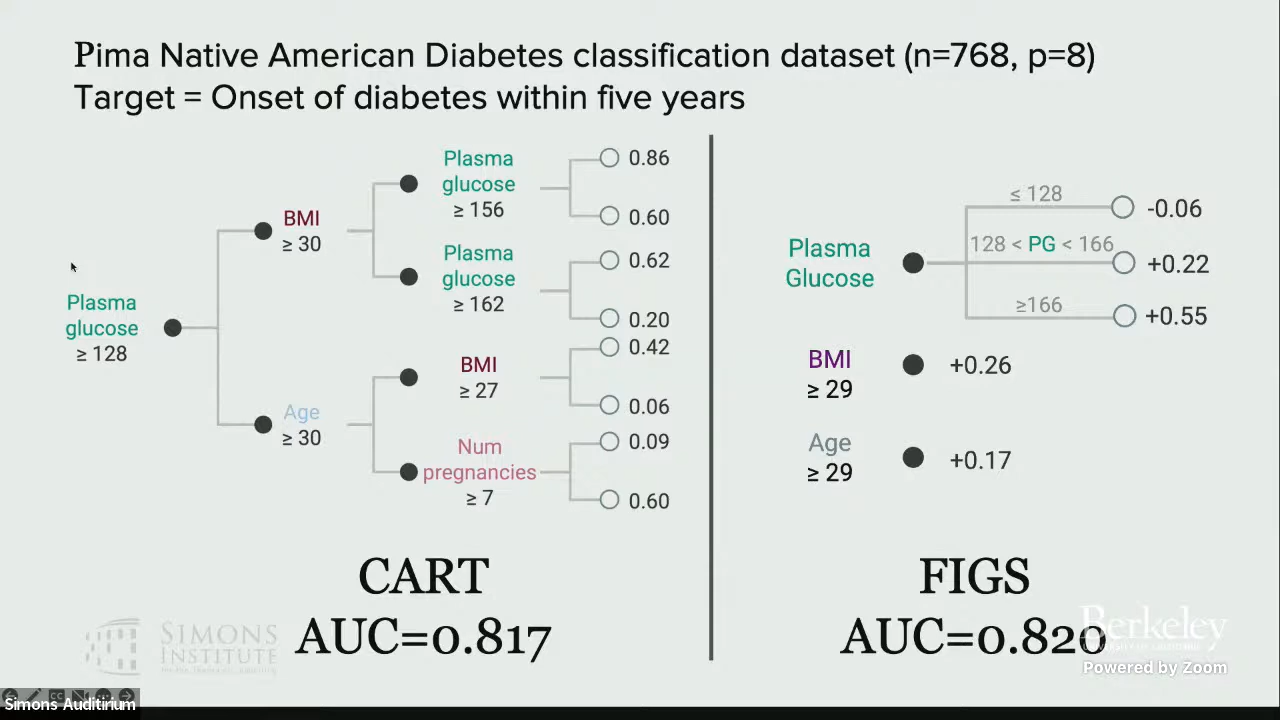 Pima Native American Diabetes classification dataset (n=768, p=8)
Target = Onset of diabetes within five years
Plasma
glucose
≥ 128
BMI
≥ 30
Age
≥ 30
Plasma
glucose
≥ 156
Plasma
glucose
≥ 162
BMI
≥ 27
Num
pregnancies
≥ 7
0.86
0.60
0.62
0.20
0.42
0.06
0.09
0.60
CART
AUC=0.817
Plasma
Glucose
≤ 128
-0.06
128 < PG < 166
+0.22
≥166
+0.55
BMI
≥ 29
+0.26
Age
≥ 29
+0.17
FIGS
AUC=0.820
SIMONS
INSTITUTE
Berkeley
Powered by Zoom
Simons Auditirium